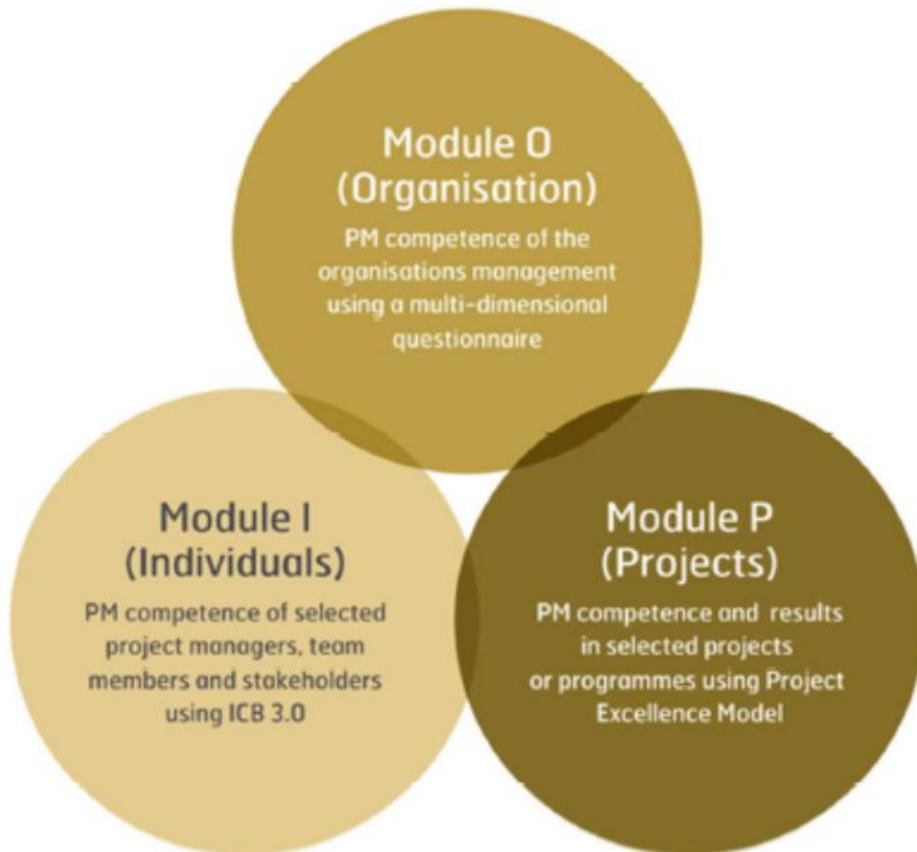 Module O
(Organisation)
PM competence of the
organisations management
using a multi-dimensional
questionnaire
Module I
(Individuals)
PM competence of selected
project managers, team
members and stakeholders
using ICB 3.0
Module P
(Projects)
PM competence and results
in selected projects
or programmes using Project
Excellence Model